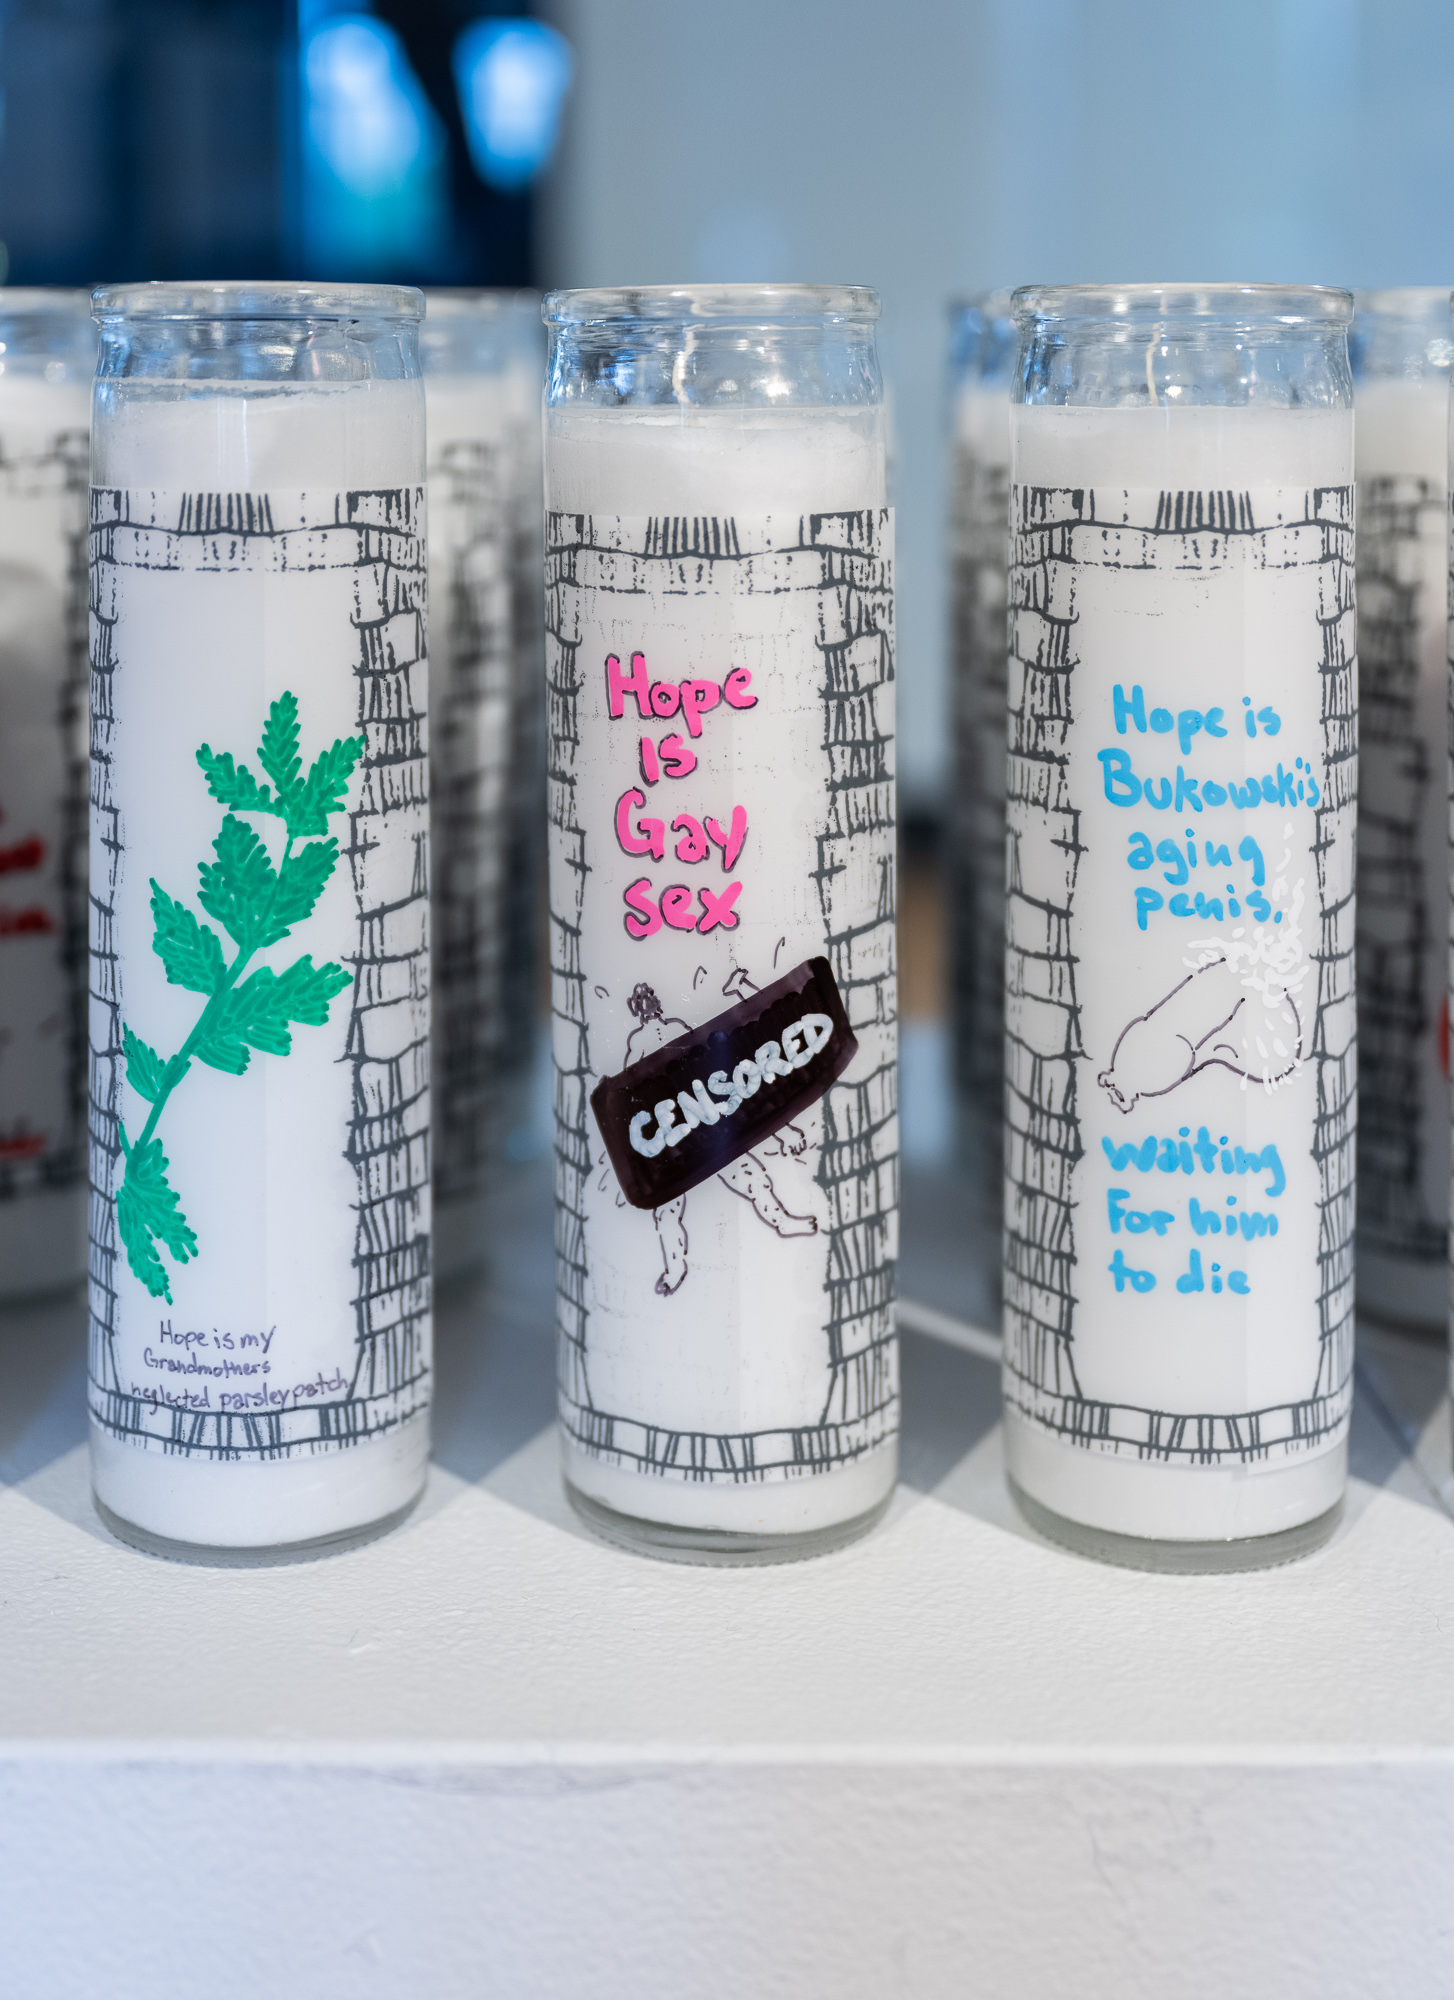 Hope is my
Grandmothers
neglected parsley patch
Hope
Is
Gay
sex
CENSORED
Hope is
Bukowski's
aging
penis.
waiting
For him
to die